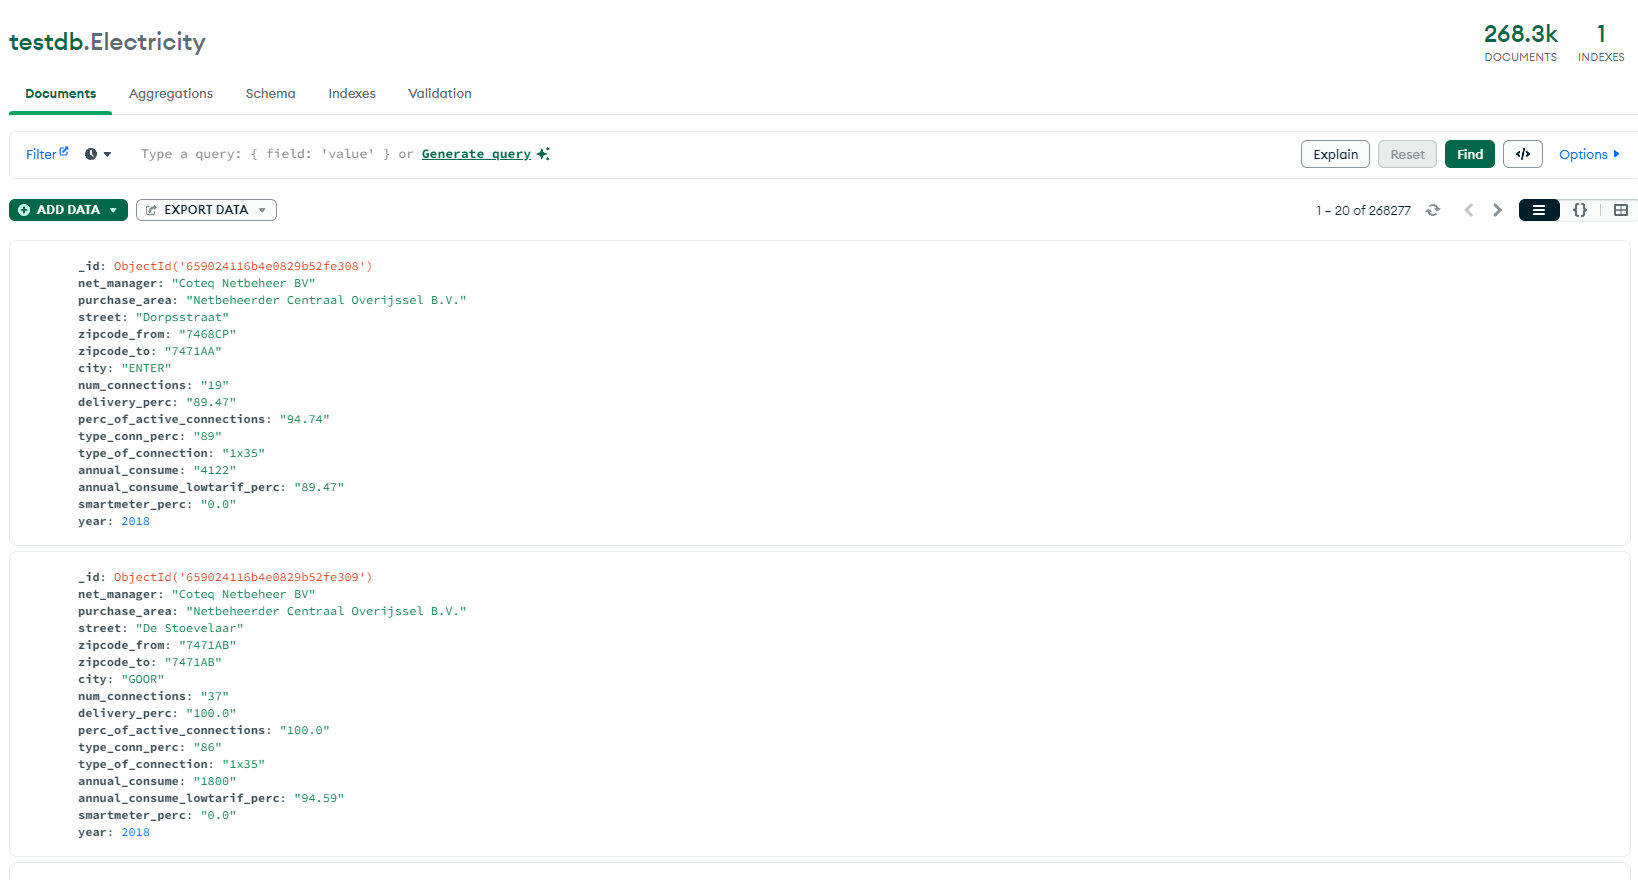 testdb.Electricity
268.3k 1
DOCUMENTS INDEXES
Documents Aggregations Schema Indexes Validation
Filter Type a query: { field: 'value' } or Generate query Explain Reset Find </> Options
ADD DATA EXPORT DATA 1 – 20 of 268277 {}
_id: ObjectId('659024116b4e0829b52fe308')
net_manager: "Coteq Netbeheer BV"
purchase_area: "Netbeheerder Centraal Overijssel B.V."
street: "Dorpsstraat"
zipcode_from: "7468CP"
zipcode_to: "7471AA"
city: "ENTER"
num_connections: "19"
delivery_perc: "89.47"
perc_of_active_connections: "94.74"
type_conn_perc: "89"
type_of_connection: "1x35"
annual_consume: "4122"
annual_consume_lowtarif_perc: "89.47"
smartmeter_perc: "0.0"
year: 2018
_id: ObjectId('659024116b4e0829b52fe309')
net_manager: "Coteq Netbeheer BV"
purchase_area: "Netbeheerder Centraal Overijssel B.V."
street: "De Stoevelaar"
zipcode_from: "7471AB"
zipcode_to: "7471AB"
city: "GOOR"
num_connections: "37"
delivery_perc: "100.0"
perc_of_active_connections: "100.0"
type_conn_perc: "86"
type_of_connection: "1x35"
annual_consume: "1800"
annual_consume_lowtarif_perc: "94.59"
smartmeter_perc: "0.0"
year: 2018